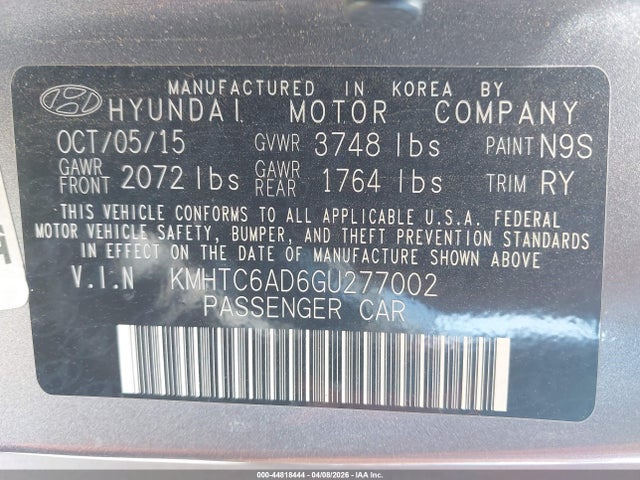 MANUFACTURED IN KOREA BY
HYUNDAI MOTOR COMPANY
OCT/05/15 GVWR 3748 lbs PAINT N9S
GAWR FRONT 2072 lbs GAWR REAR 1764 lbs TRIM RY
THIS VEHICLE CONFORMS TO ALL APPLICABLE U.S.A. FEDERAL
MOTOR VEHICLE SAFETY, BUMPER, AND THEFT PREVENTION STANDARDS
IN EFFECT ON THE DATE OF MANUFACTURE SHOWN ABOVE
V.I.N KMHTC6AD6GU277002
PASSENGER CAR
000-44818444 - 04/08/2026 - IAA Inc.